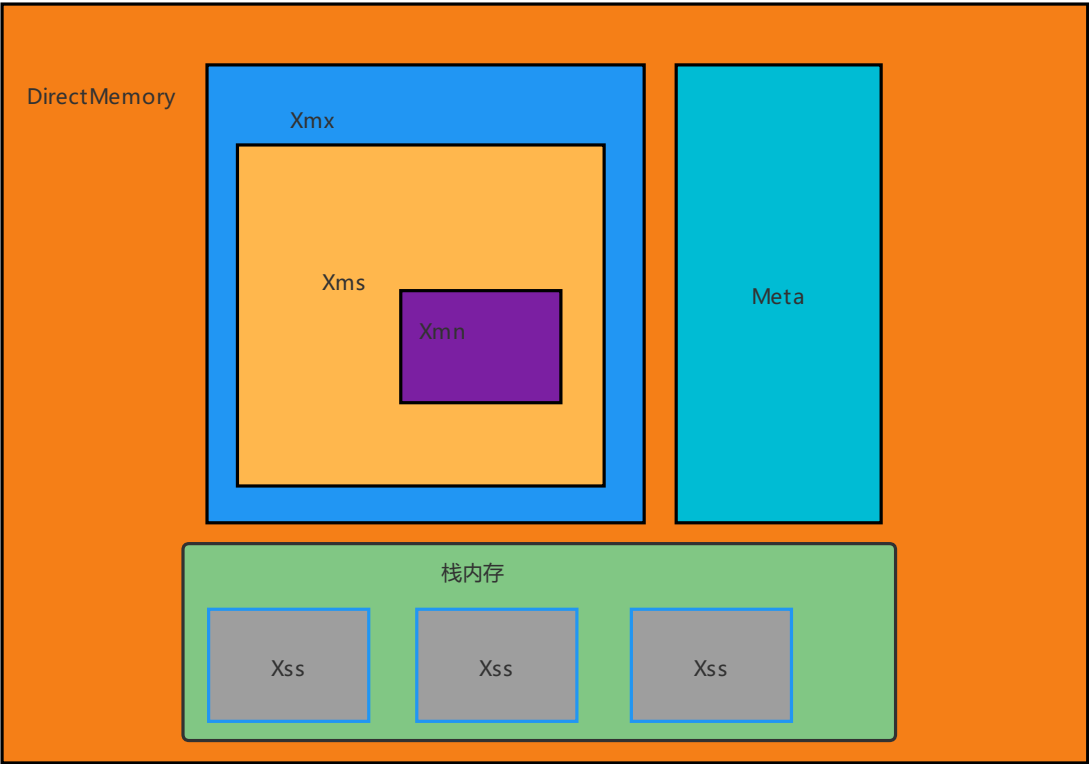 DirectMemory
Xmx
Xms
Xmn
Meta
栈内存
Xss
Xss
Xss